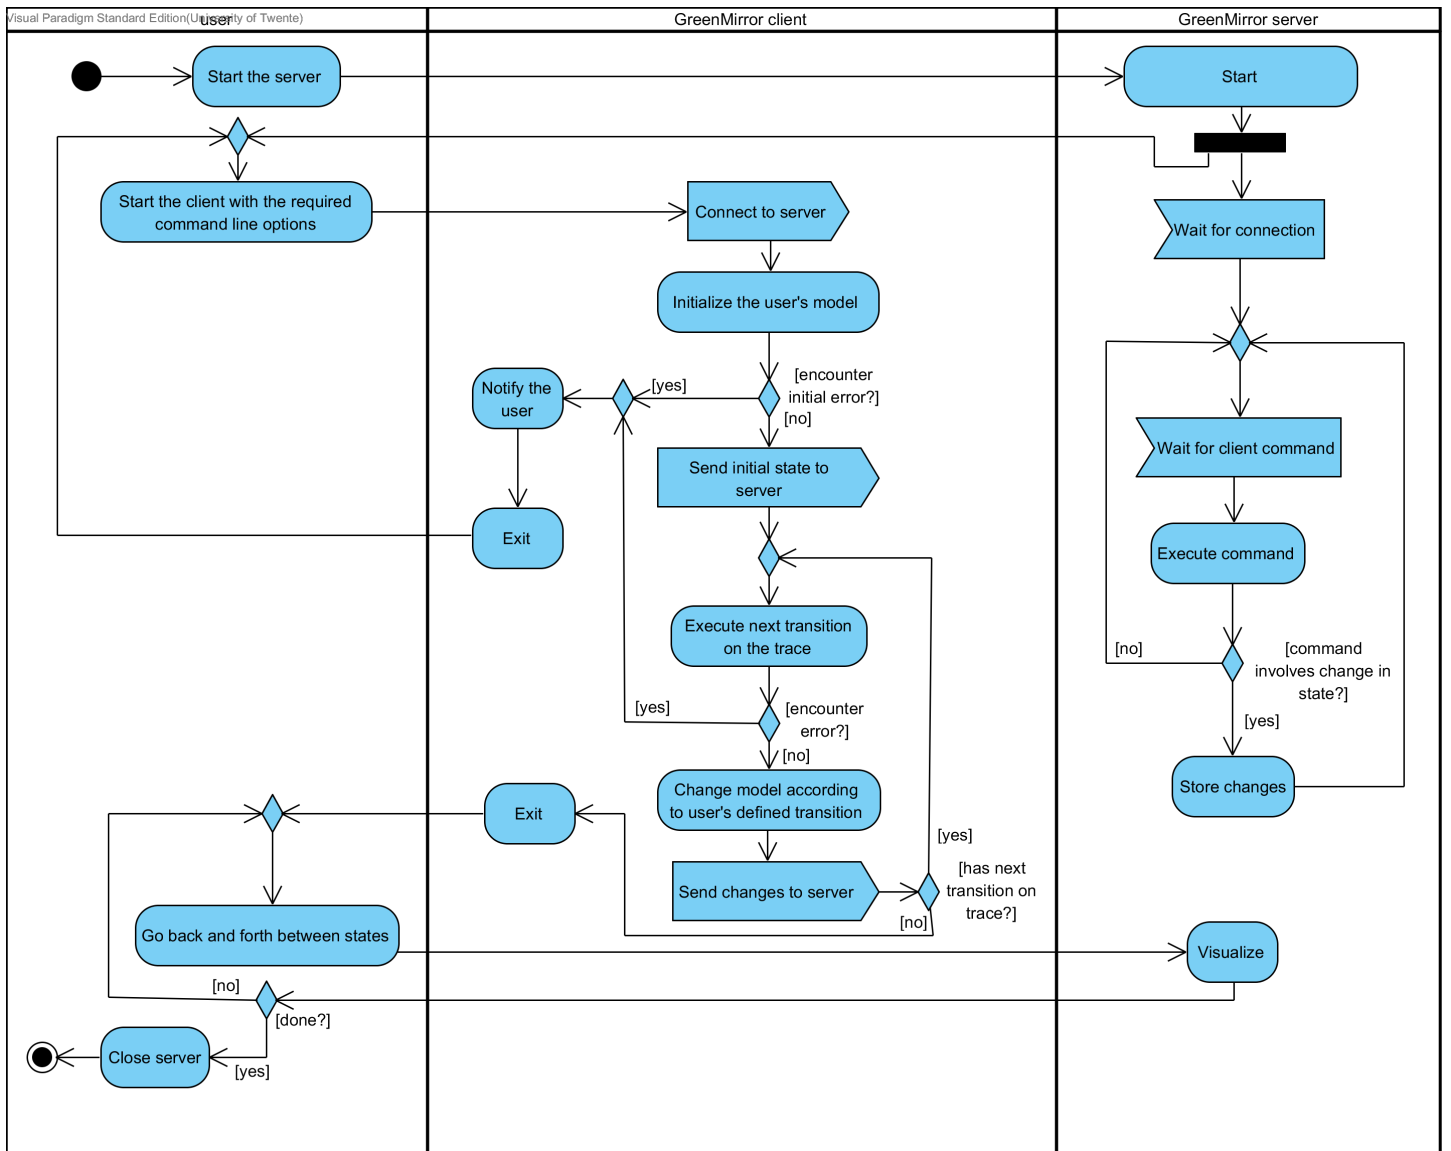 Visual Paradigm Standard Edition(University of Twente)
user
GreenMirror client
GreenMirror server
Start the server
Start
Start the client with the required
command line options
Connect to server
Wait for connection
Initialize the user's model
[encounter
initial error?]
[yes]
[no]
Notify the
user
Send initial state to
server
Wait for client command
Exit
Execute command
Execute next transition
on the trace
[command
involves change in
state?]
[no]
[yes]
[encounter
error?]
[yes]
[no]
Store changes
Change model according
to user's defined transition
Exit
[yes]
[has next
transition on
trace?]
Send changes to server
[no]
Go back and forth between states
Visualize
[no]
[done?]
Close server
[yes]